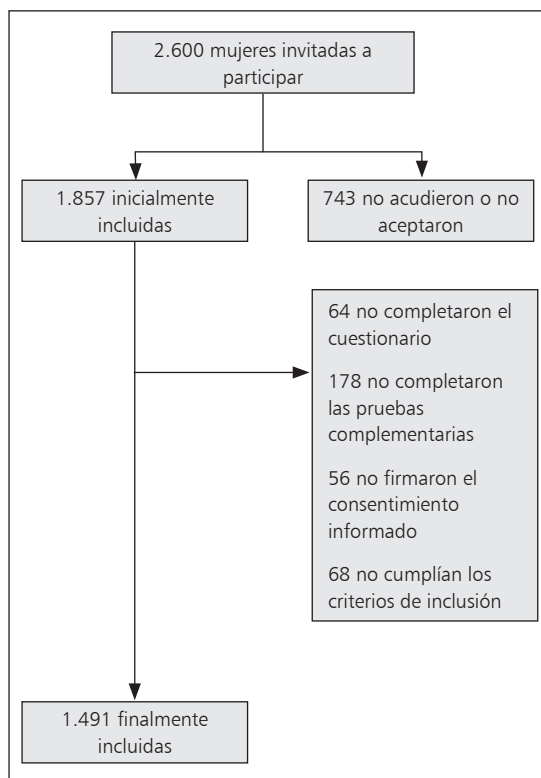 2.600 mujeres invitadas a
participar
1.857 inicialmente
incluidas
743 no acudieron o no
aceptaron
64 no completaron el
cuestionario
178 no completaron
las pruebas
complementarias
56 no firmaron el
consentimiento
informado
68 no cumplían los
criterios de inclusión
1.491 finalmente
incluidas